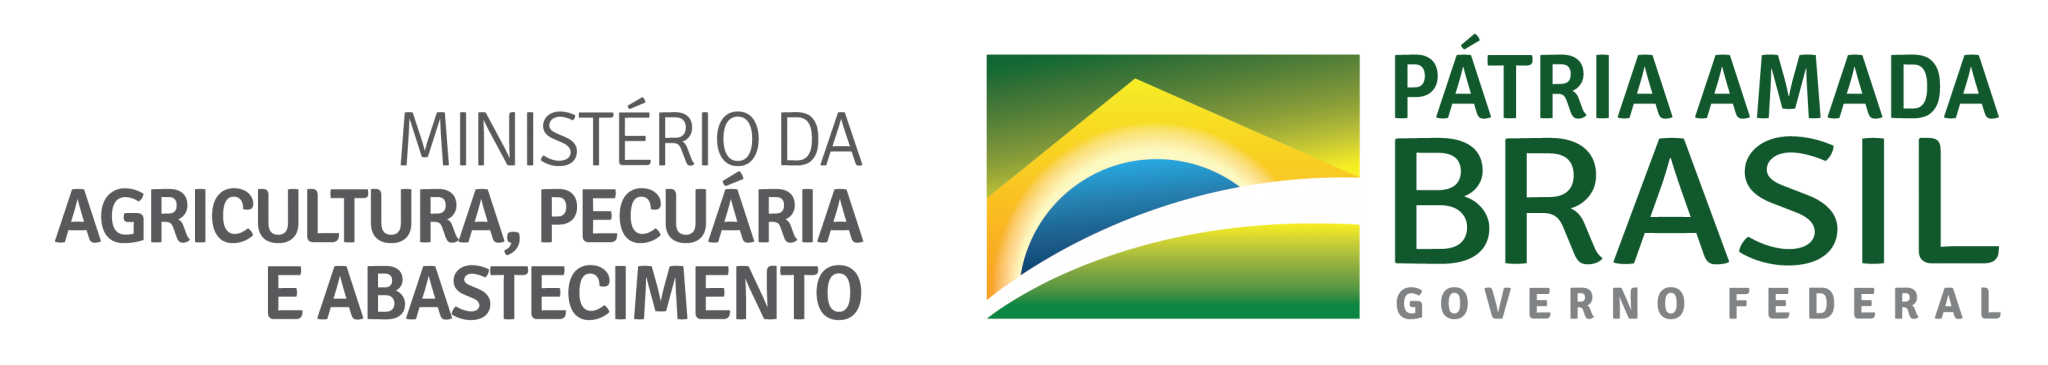 MINISTÉRIO DA
AGRICULTURA, PECUÁRIA
E ABASTECIMENTO
PÁTRIA AMADA
BRASIL
GOVERNO FEDERAL